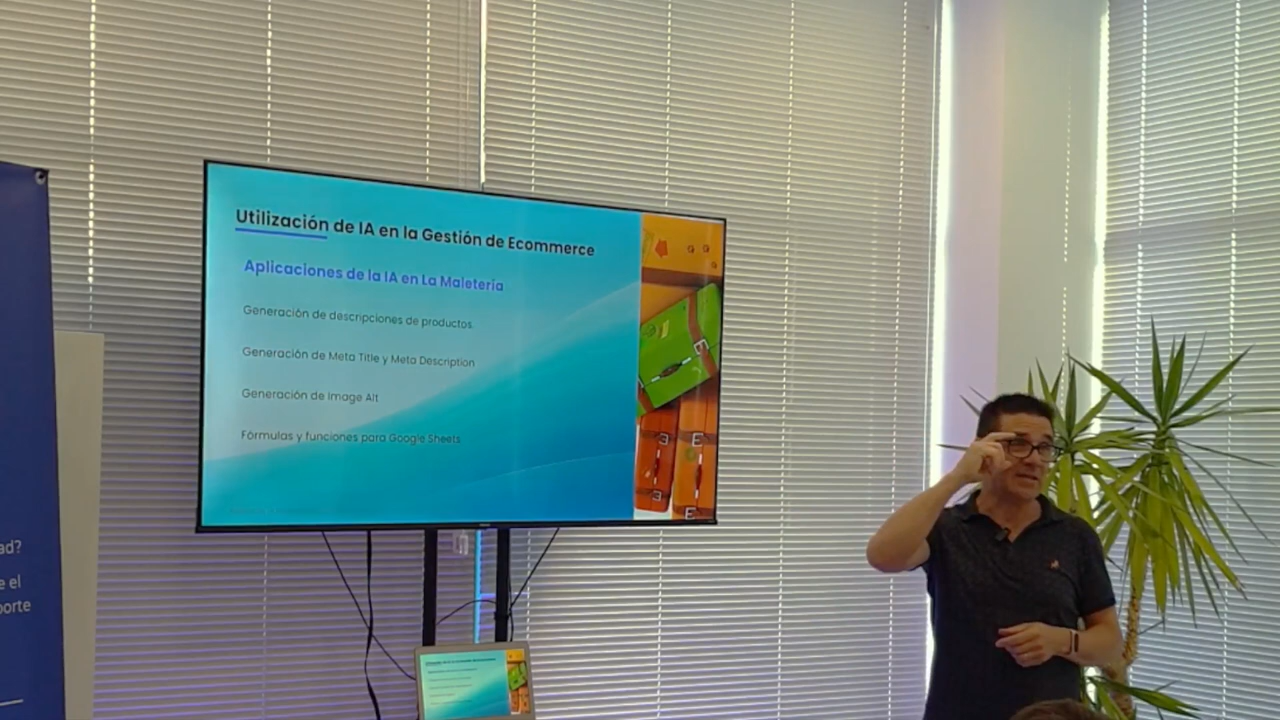 Utilización de IA en la Gestión de Ecommerce
Aplicaciones de la IA en La Maletería
Generación de descripciones de productos.
Generación de Meta Title y Meta Description
Generación de Image Alt
Fórmulas y funciones para Google Sheets
ad?
e el
porte